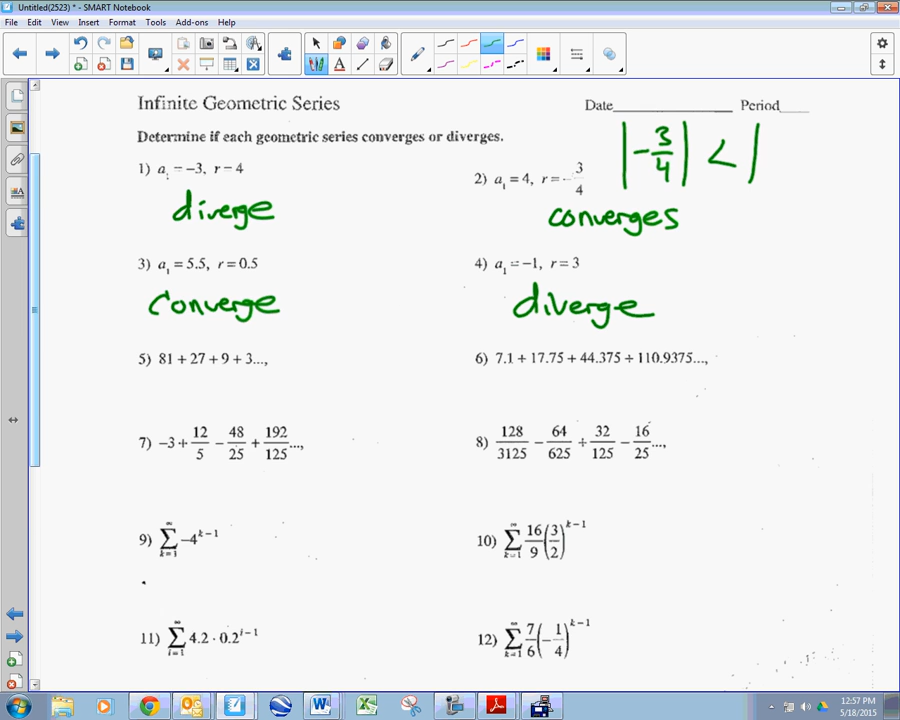 Untitled(2523) * - SMART Notebook
File Edit View Insert Format Tools Add-ons Help
Infinite Geometric Series
Date____________________ Period____
Determine if each geometric series converges or diverges.
|-3/4| < |
1) a₁ = −3, r = 4
2) a₁ = 4, r = −3/4
diverge
converges
3) a₁ = 5.5, r = 0.5
4) a₁ = −1, r = 3
converge
diverge
5) 81 + 27 + 9 + 3...,
6) 7.1 + 17.75 + 44.375 + 110.9375...,
7) −3 + 12/5 − 48/25 + 192/125...,
8) 128/3125 − 64/625 + 32/125 − 16/25...,
9) ∞ Σ k=1 −4^(k−1)
10) ∞ Σ k=1 16/9(3/2)^(k−1)
11) ∞ Σ i=1 4.2 · 0.2^(i−1)
12) ∞ Σ k=1 7/6(−1/4)^(k−1)
12:57 PM
5/18/2015